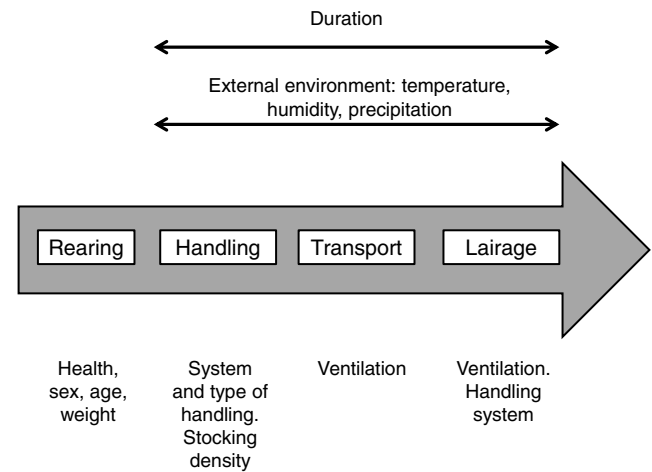 Duration
External environment: temperature,
humidity, precipitation
Rearing
Handling
Transport
Lairage
Health,
sex, age,
weight
System
and type of
handling.
Stocking
density
Ventilation
Ventilation.
Handling
system